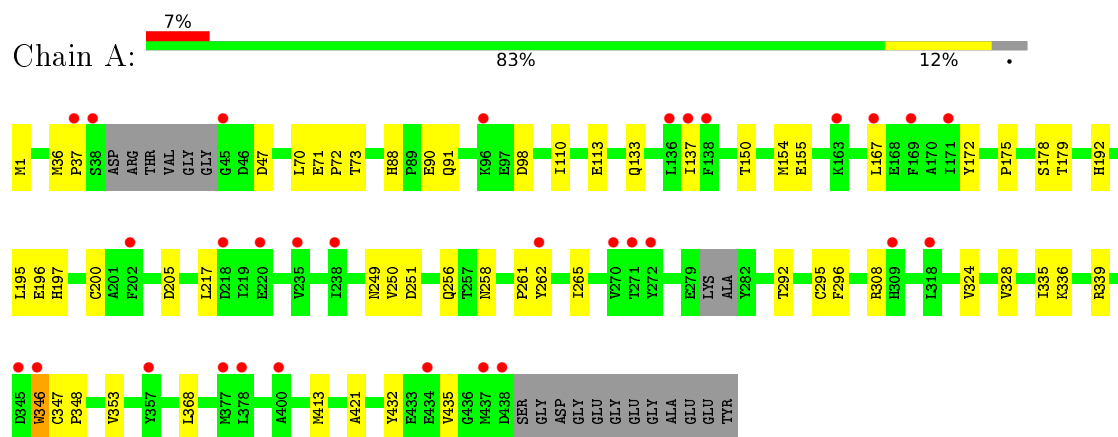 7%
Chain A:
83% 12% •
M1 M36 P37 S38 ASP ARG THR VAL GLY GLY G45 D46 D47 L70 E71 P72 T73 H88 P89 E90 Q91 K96 E97 D98 I110 E113 Q133 L136 I137 F138 T150 M154 E155 K163 L167 E168 F169 A170 I171 Y172 P175 S178 T179 H192
L195 E196 H197 C200 A201 F202 D205 L217 D218 I219 E220 V235 I238 N249 V250 D251 Q256 T257 N258 P261 Y262 I265 V270 T271 Y272 E279 LYS ALA Y282 T292 C295 F296 R308 H309 L318 V324 V328 I335 K336 R339
D345 W346 C347 P348 V353 Y357 L368 M377 L378 A400 M413 A421 Y432 E433 E434 V435 G436 M437 D438 SER GLY ASP GLY GLU GLY GLU GLY ALA GLU GLU TYR